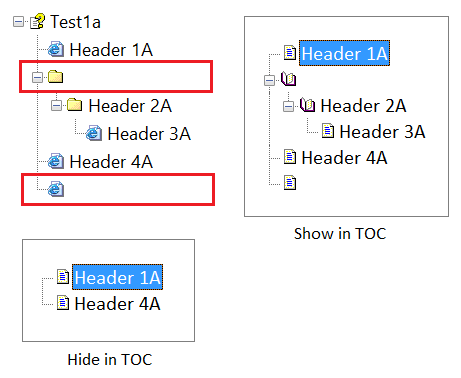 Test1a
Header 1A
Header 2A
Header 3A
Header 4A
Header 1A
Header 2A
Header 3A
Header 4A
Show in TOC
Header 1A
Header 4A
Hide in TOC